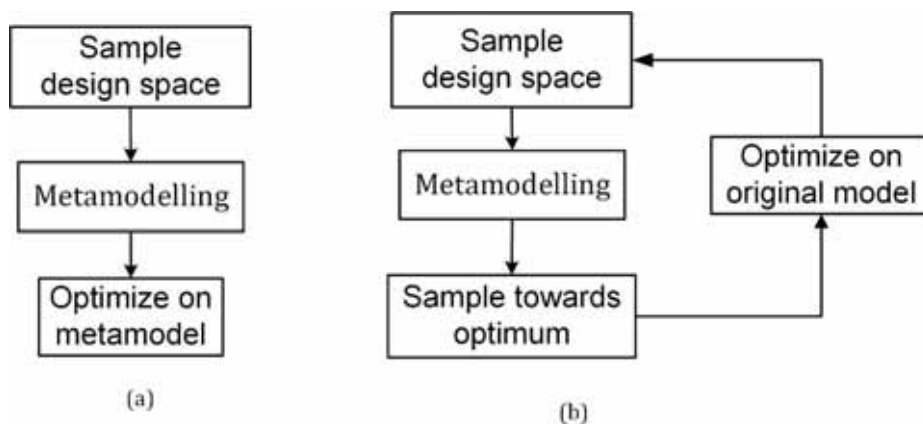 Sample
design space
Metamodelling
Optimize on
metamodel
(a)
Sample
design space
Metamodelling
Sample towards
optimum
Optimize on
original model
(b)